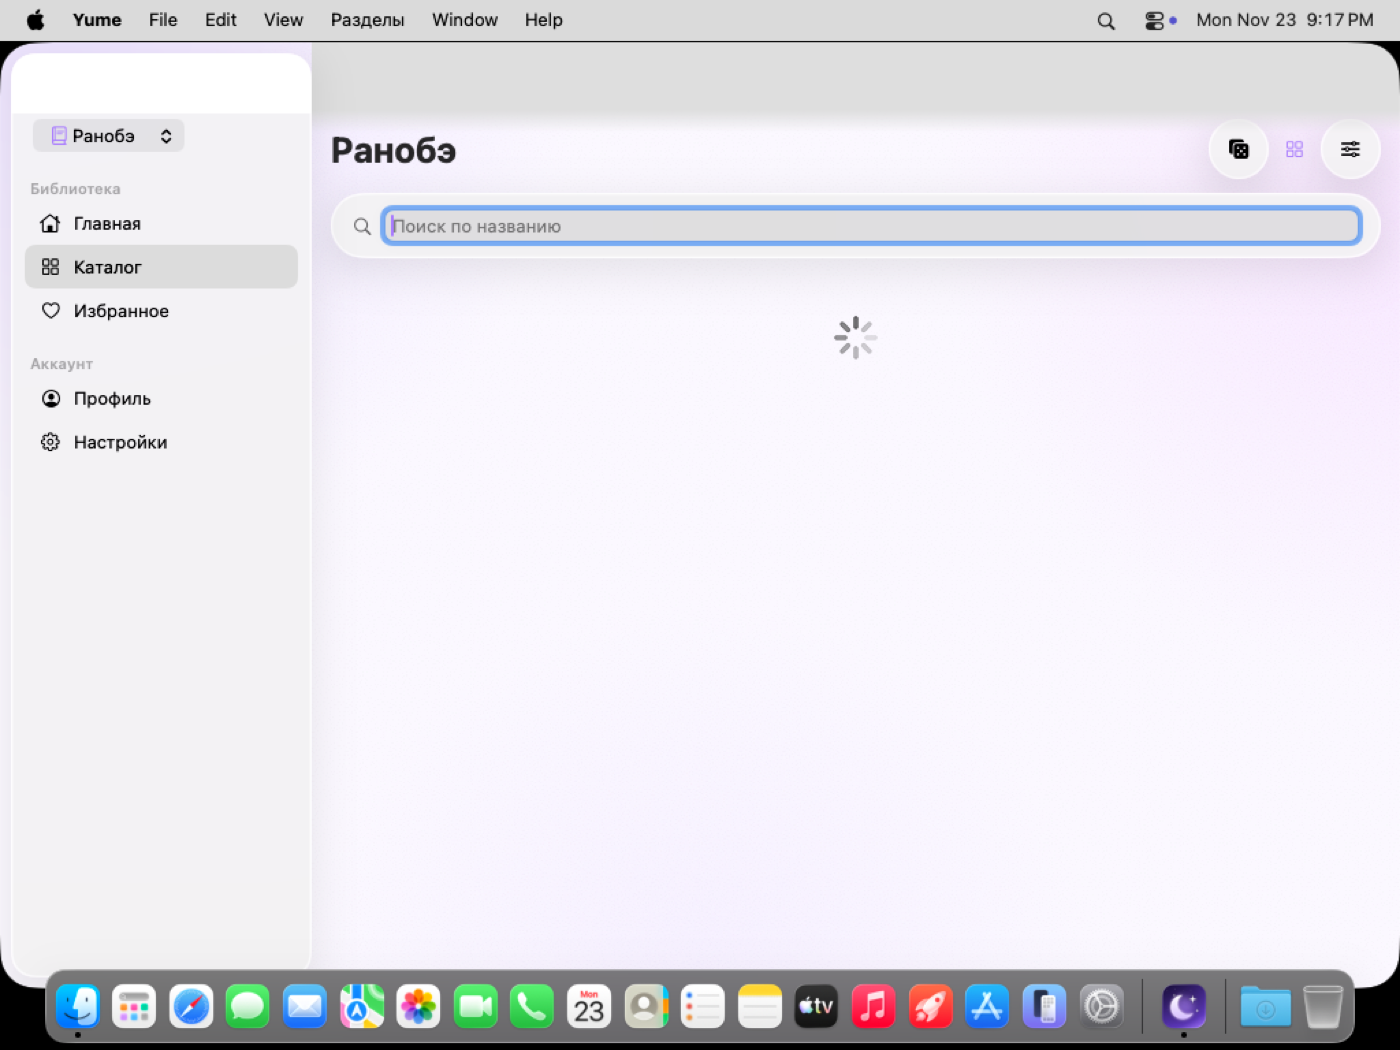 Yume File Edit View Разделы Window Help Mon Nov 23 9:17 PM
Ранобэ
Библиотека
Главная
Каталог
Избранное
Аккаунт
Профиль
Настройки
Ранобэ
Поиск по названию
Mon
23
tv